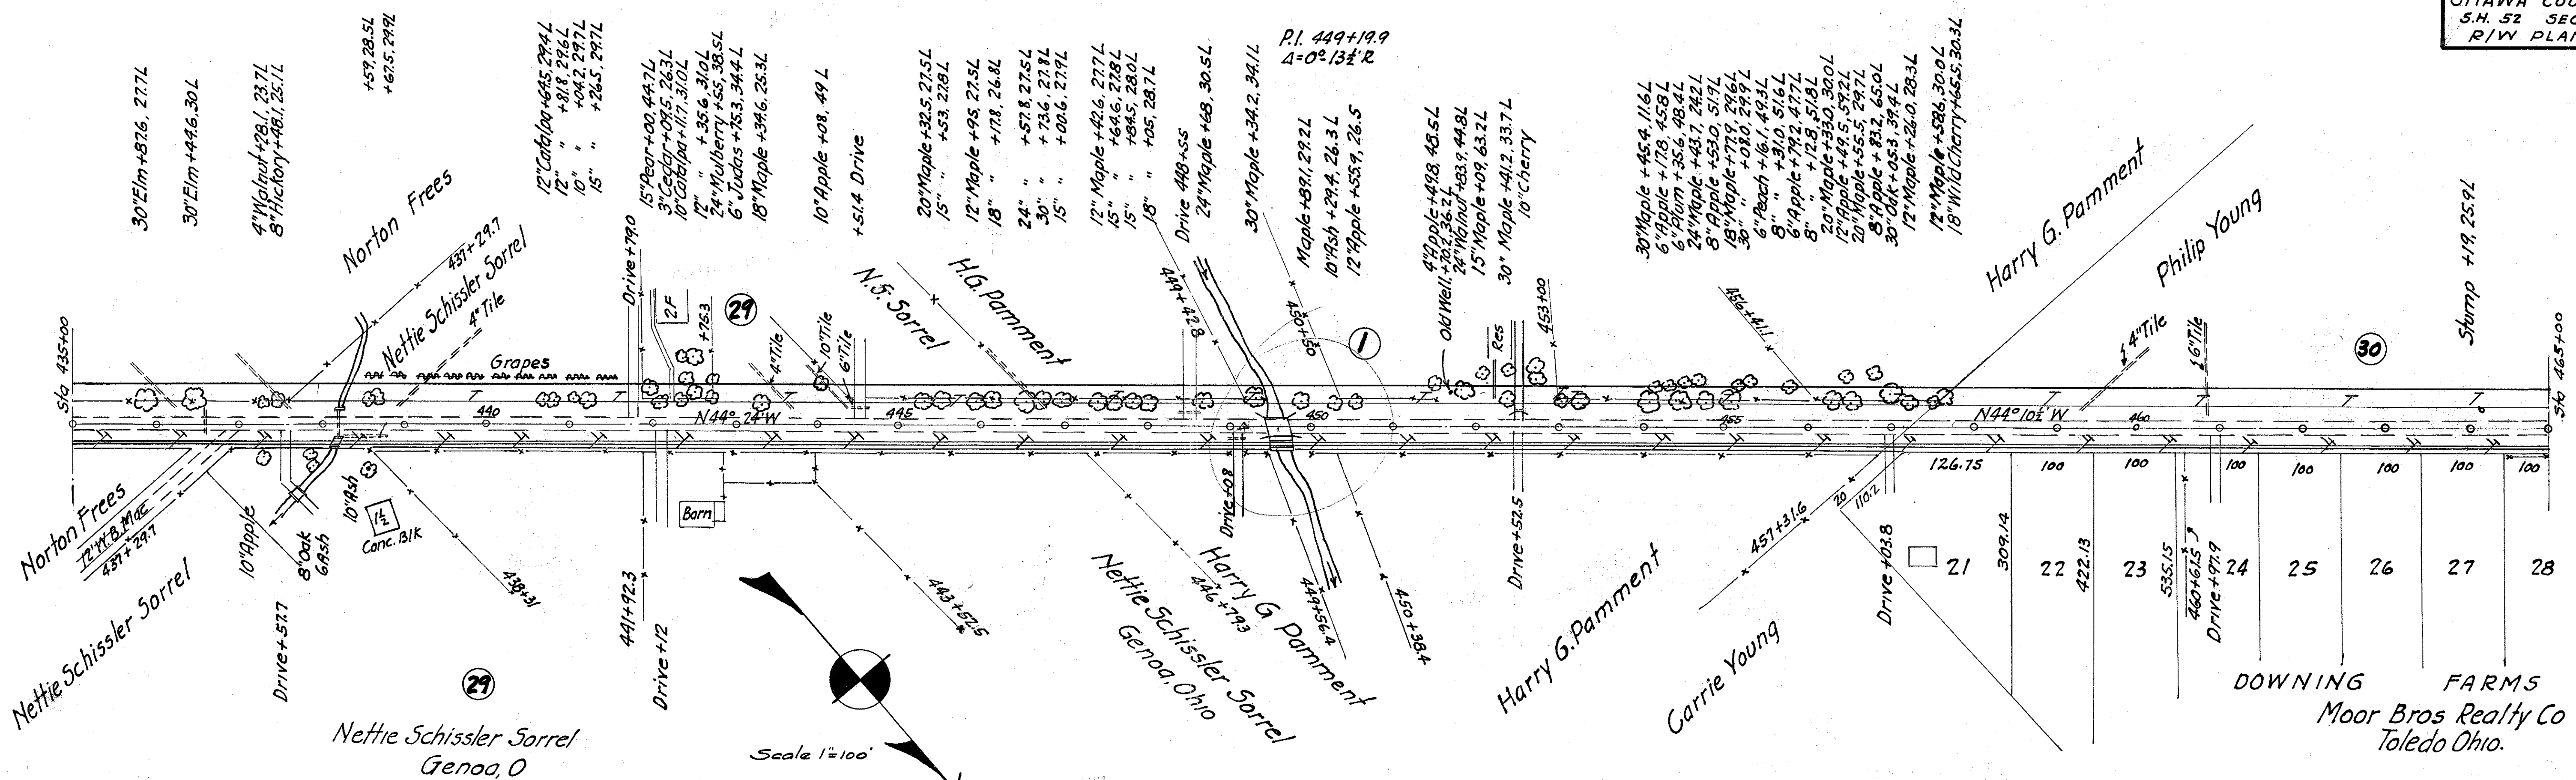 OTTAWA COU
S.H. 52 SEC
R/W PLAN
30"Elm+87.6, 27.7L
30"Elm+44.6, 30L
4"Walnut+28.1, 23.7L
8"Hickory+48.1, 25.1L
+59, 28.5L
+67.5, 29.9L
12"Catalpa+64.5, 29.4L
12" " +81.8, 29.6L
10" " +04.2, 29.7L
15" " +26.5, 29.7L
Drive+79.0
15"Pear+00, 44.7L
3"Cedar+09.5, 26.3L
10"Catalpa+11.7, 31.0L
12" " +35.6, 31.0L
24"Mulberry+55, 38.5L
6"Judas+75.3, 34.4L
18"Maple+34.6, 25.3L
10"Apple+08, 49L
+51.4 Drive
20"Maple+32.5, 27.5L
15" " +53, 27.8L
12"Maple+95, 27.5L
18" " +17.8, 26.8L
24" " +57.8, 27.5L
30" " +73.6, 27.8L
15" " +00.6, 27.9L
12"Maple+42.6, 27.7L
15" " +64.6, 27.8L
15" " +84.5, 28.0L
18" " +05, 28.7L
Drive 448+55
24"Maple+68, 30.5L
30"Maple+34.2, 34.1L
P.I. 449+19.9
Δ=0°13½'R
Maple+89.1, 29.2L
10"Ash+29.4, 26.3L
12"Apple+55.9, 26.5
4"Apple+49.8, 48.5L
Old Well.+70.2, 36.2L
24"Walnut+83.9, 44.8L
15"Maple+09, 63.2L
Res
30"Maple+41.2, 33.7L
10"Cherry
30"Maple+45.4, 11.6L
6"Apple+17.8, 45.8L
6"Plum+35.6, 48.4L
24"Maple+43.7, 24.2L
8"Apple+53.0, 51.9L
18"Maple+77.9, 29.6L
30" " +08.0, 29.9L
6"Peach+16.1, 49.3L
8" " +31.0, 51.6L
6"Apple+79.2, 47.7L
8" " +12.8, 51.8L
20"Maple+33.0, 30.0L
12"Apple+49.5, 59.2L
20"Maple+55.5, 29.7L
8"Apple+83.2, 65.0L
30"Oak+05.3, 39.4L
12"Maple+26.0, 28.3L
12"Maple+58.6, 30.0L
18"Wild Cherry+65.5, 30.3L
Stump +19, 25.9L
Norton Frees
437+29.7
Nettie Schissler Sorrel
4" Tile
Grapes
2F
+75.3
29
4"Tile
10"Tile
6"Tile
N.S. Sorrel
H.G. Pamment
449+42.8
450+50
1
453+00
456+41.1
Harry G. Pamment
Philip Young
4"Tile
6"Tile
30
Sta 435+00
440
N44° 24'W
445
450
455
N44° 10½' W
460
Sta 465+00
Norton Frees
12' W.B. Mac
437+29.7
Nettie Schissler Sorrel
10"Apple
Drive+57.7
8"Oak
6Ash
10"Ash
1½
Conc. Blk
438+31
29
Nettie Schissler Sorrel
Genoa, O
441+92.3
Drive+12
Barn
443+52.5
Scale 1"=100'
446+79.3
Nettie Schissler Sorrel
Genoa, Ohio
Harry G Pamment
Drive+08
449+56.4
450+38.4
Drive+52.5
Harry G. Pamment
Carrie Young
457+31.6
20
110.2
Drive+03.8
126.75
100
100
100
100
100
100
100
309.14
422.13
535.15
460+61.5
Drive+97.9
21
22
23
24
25
26
27
28
DOWNING FARMS
Moor Bros Realty Co
Toledo Ohio.